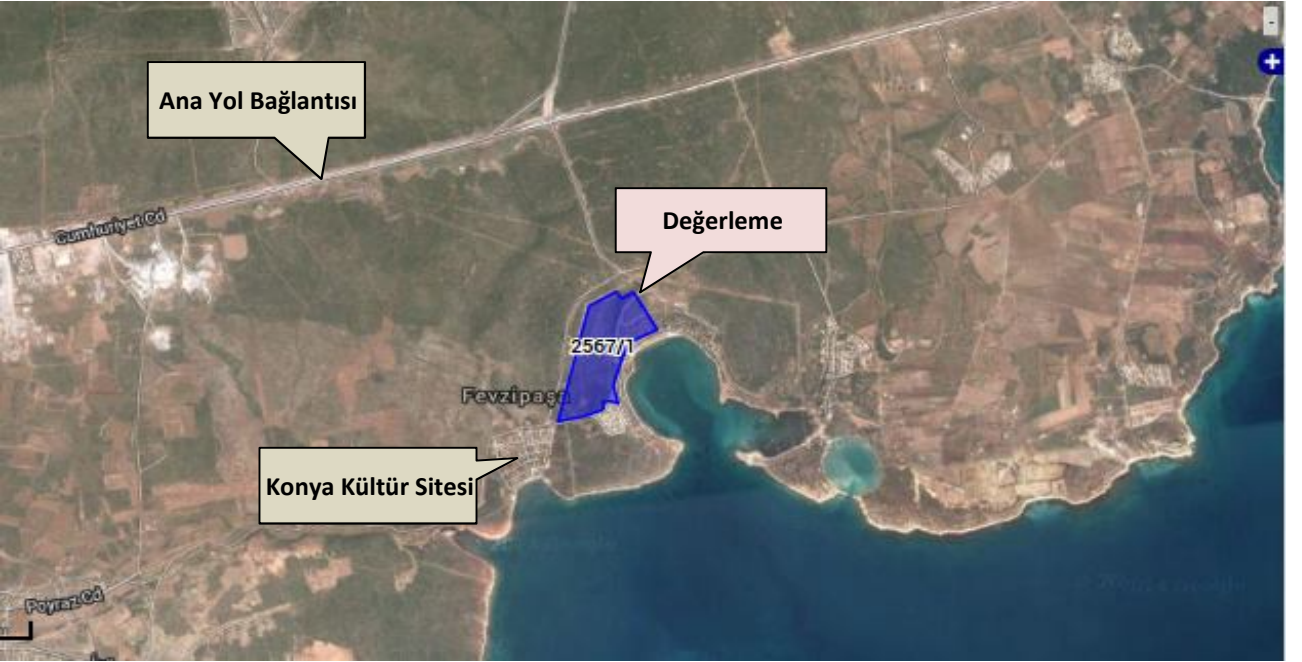 Ana Yol Bağlantısı
Değerleme
Cumhuriyet Cd
2567/1
Fevzipaşa
Konya Kültür Sitesi
Poyraz Cd